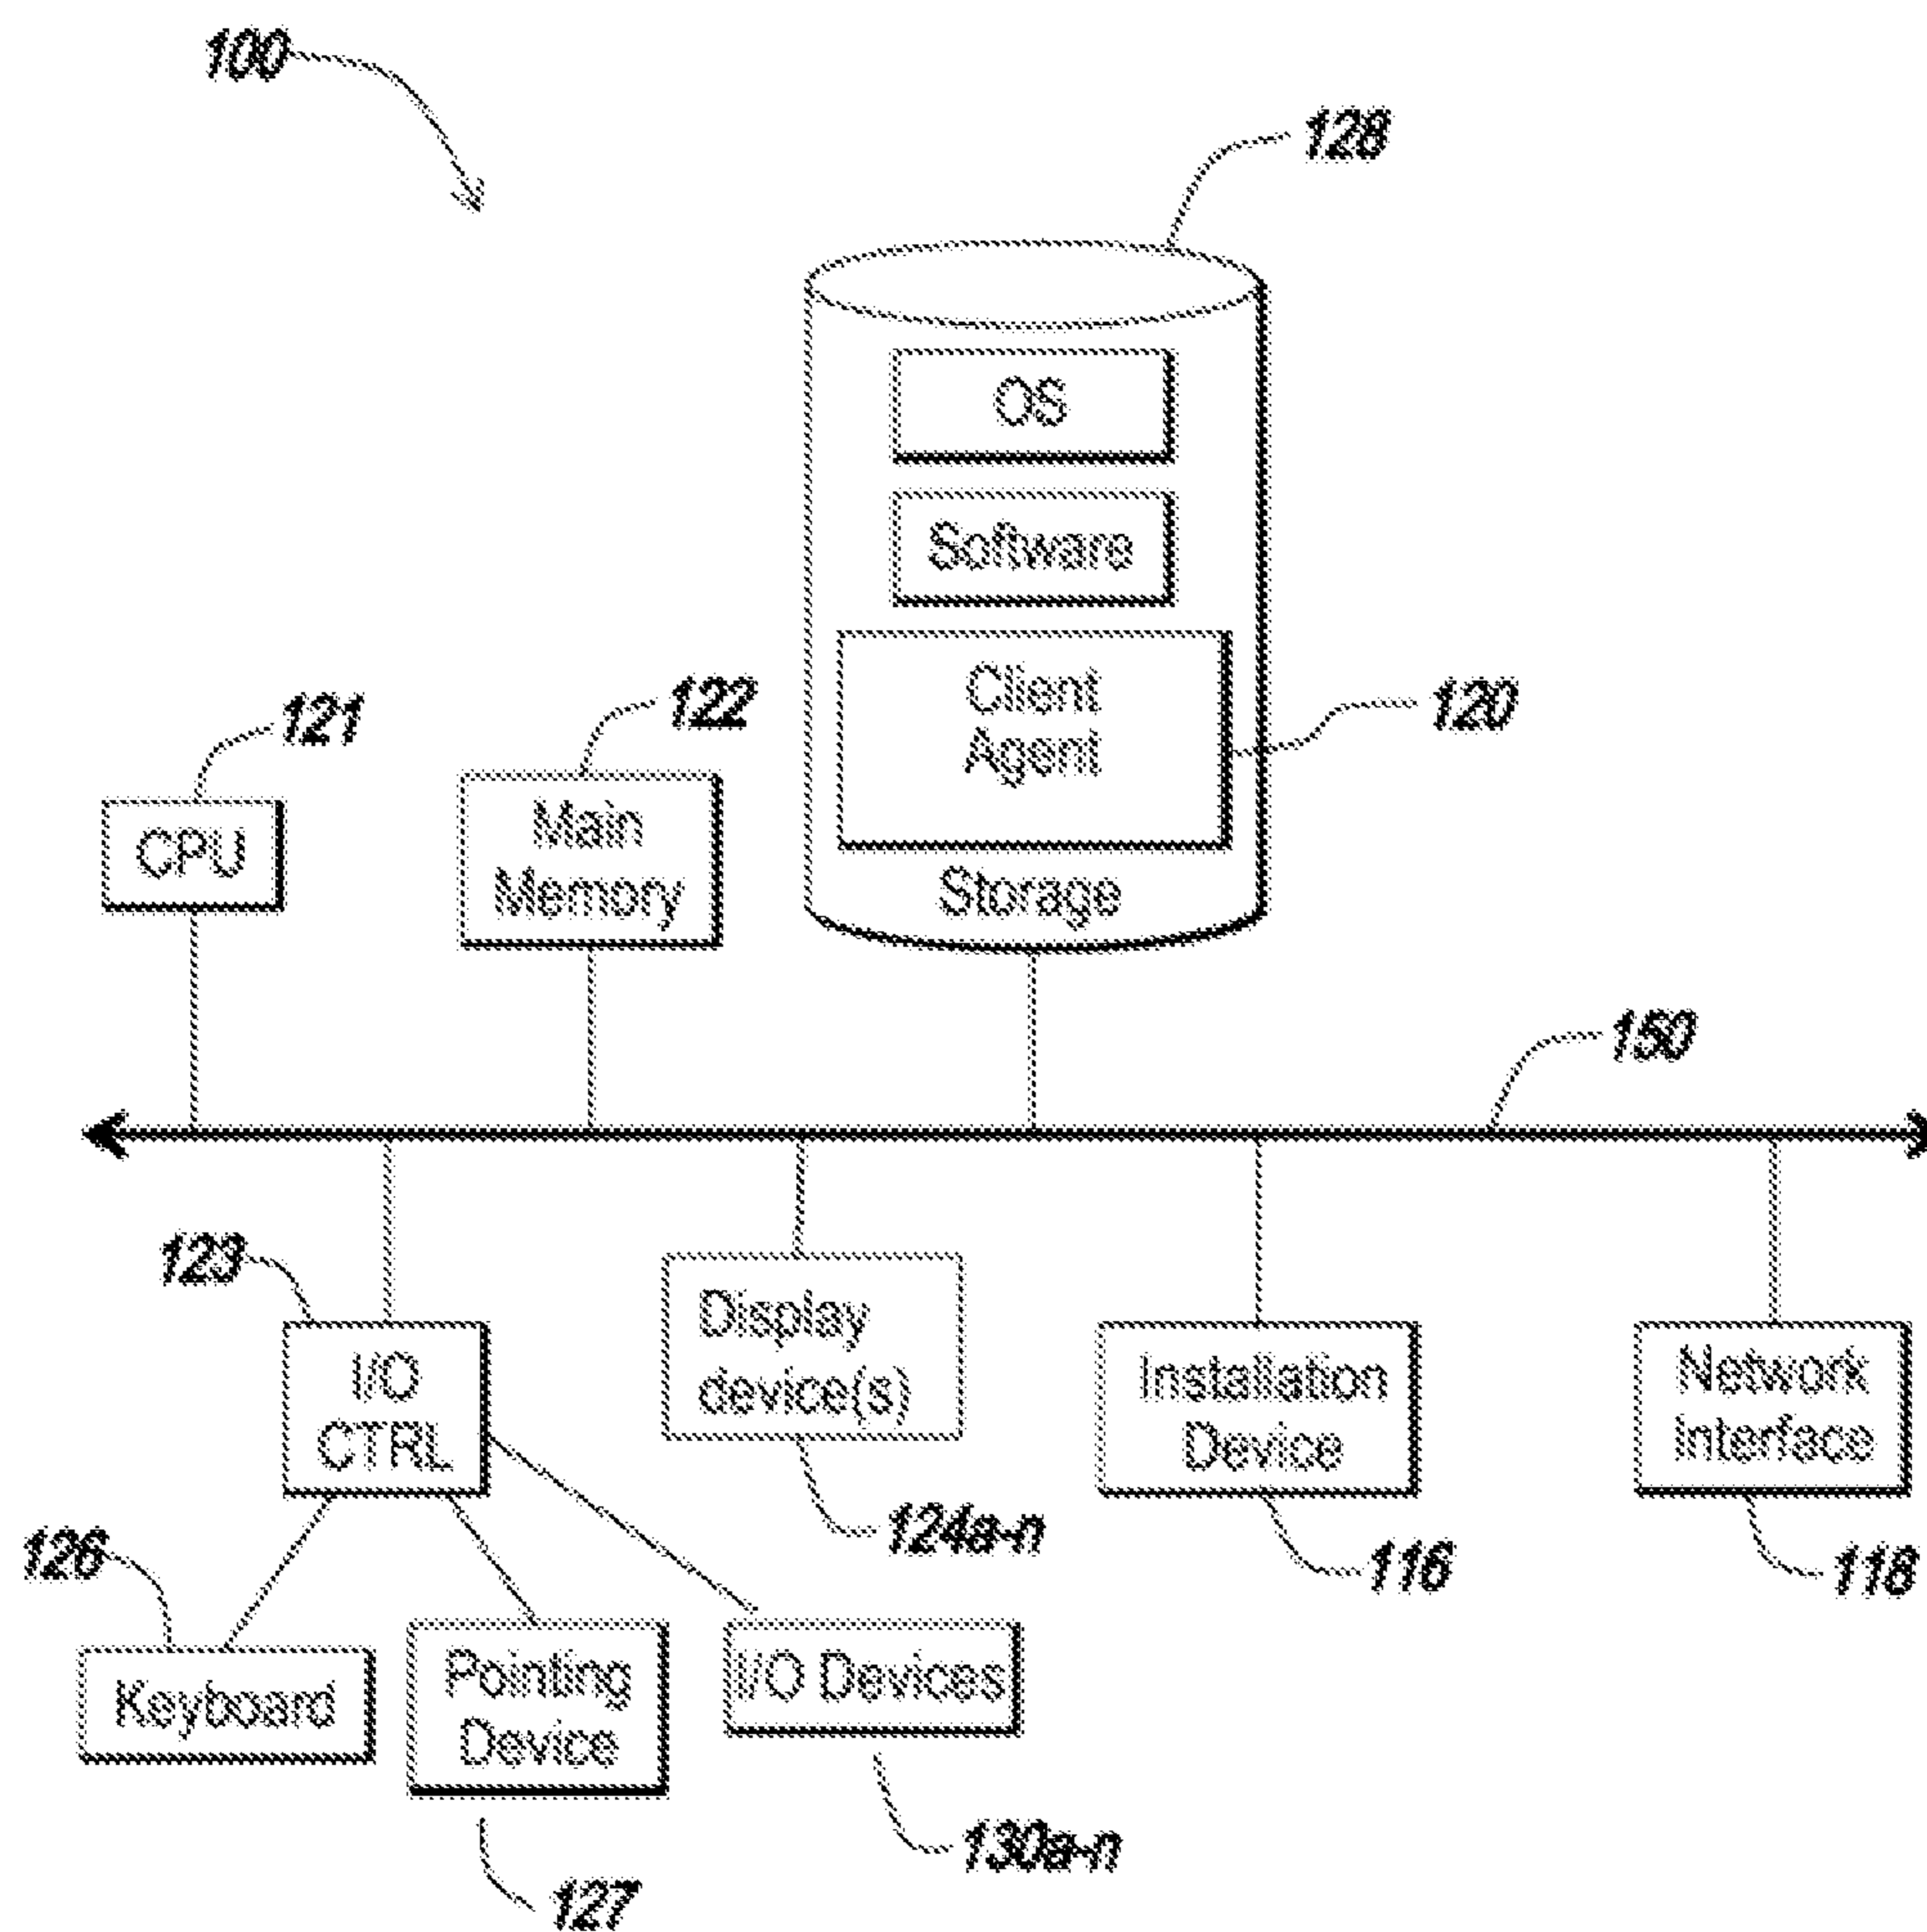 100
128
OS
Software
Client
Agent
120
121
122
CPU
Main
Memory
Storage
150
123
I/O
CTRL
Display
device(s)
Installation
Device
Network
Interface
124a-n
116
118
126
Keyboard
Pointing
Device
I/O Devices
130a-n
127